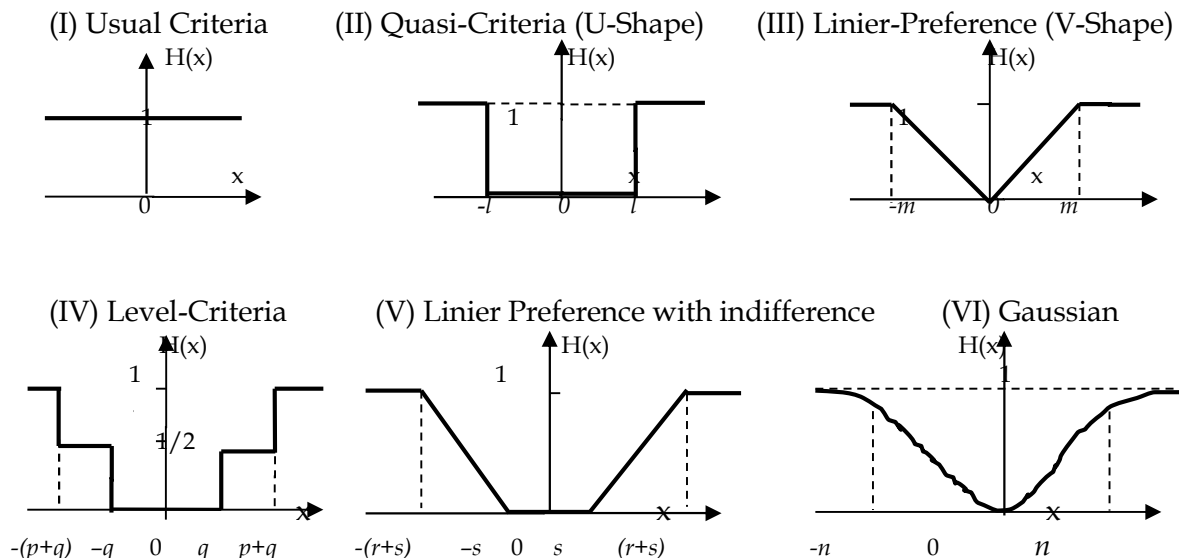 (I) Usual Criteria
H(x)
1
x
0
(II) Quasi-Criteria (U-Shape)
H(x)
1
x
-l 0 l
(III) Linier-Preference (V-Shape)
H(x)
1
x
-m 0 m
(IV) Level-Criteria
H(x)
1
1/2
x
-(p+q) –q 0 q p+q
(V) Linier Preference with indifference
H(x)
1
x
-(r+s) –s 0 s (r+s)
(VI) Gaussian
H(x)
1
x
-n 0 n